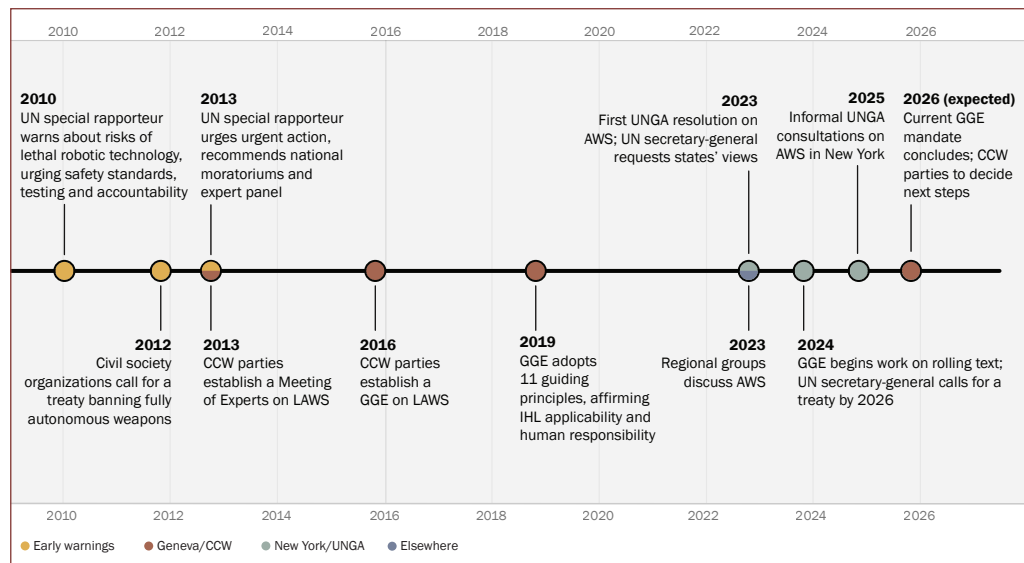 2010 2012 2014 2016 2018 2020 2022 2024 2026
2010
UN special rapporteur
warns about risks of
lethal robotic technology,
urging safety standards,
testing and accountability
2013
UN special rapporteur
urges urgent action,
recommends national
moratoriums and
expert panel
2023
First UNGA resolution on
AWS; UN secretary-general
requests states’ views
2025
Informal UNGA
consultations on
AWS in New York
2026 (expected)
Current GGE
mandate
concludes; CCW
parties to decide
next steps
2012
Civil society
organizations call for a
treaty banning fully
autonomous weapons
2013
CCW parties
establish a Meeting
of Experts on LAWS
2016
CCW parties
establish a
GGE on LAWS
2019
GGE adopts
11 guiding
principles, affirming
IHL applicability and
human responsibility
2023
Regional groups
discuss AWS
2024
GGE begins work on rolling text;
UN secretary-general calls for a
treaty by 2026
2010 2012 2014 2016 2018 2020 2022 2024 2026
Early warnings Geneva/CCW New York/UNGA Elsewhere